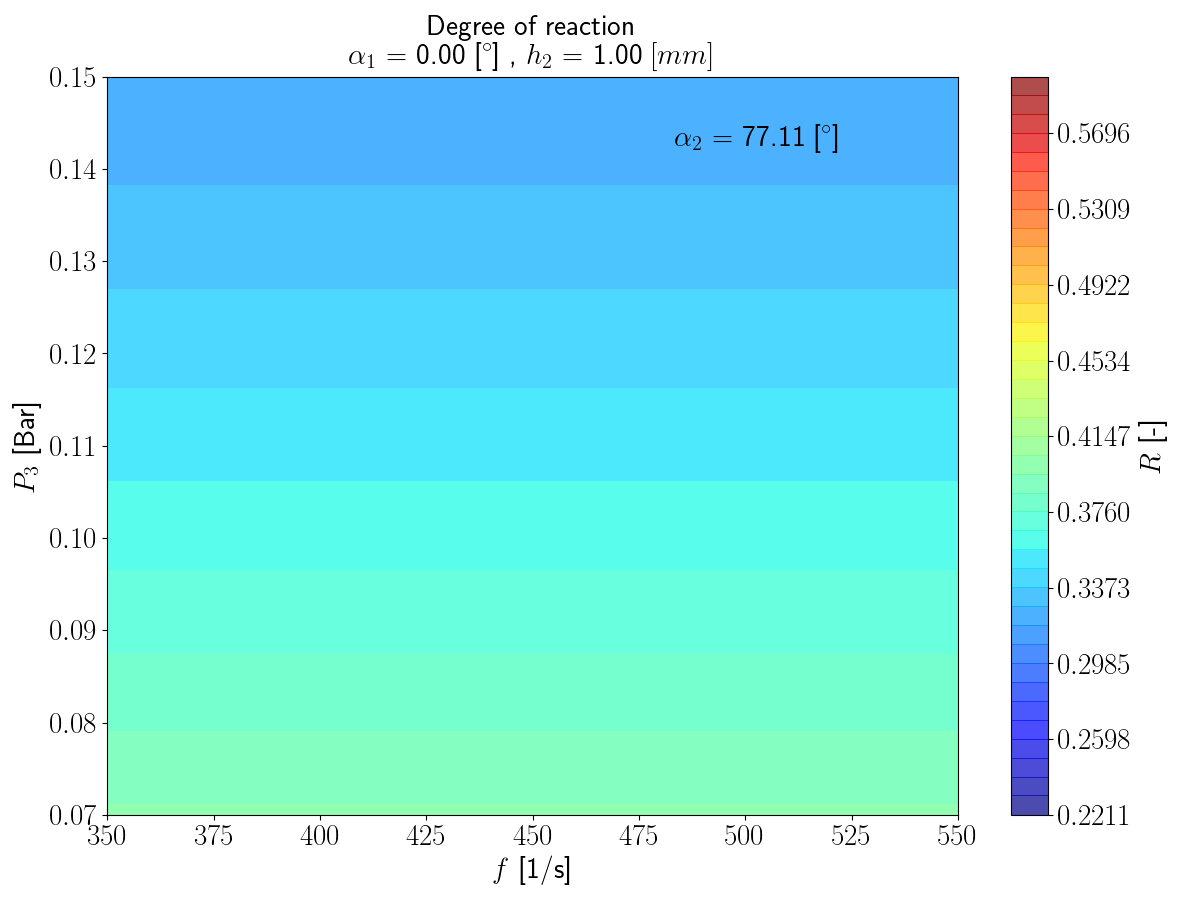 Degree of reaction
α₁ = 0.00 [°] , h₂ = 1.00 [mm]
α₂ = 77.11 [°]
0.15
0.14
0.13
0.12
0.11
0.10
0.09
0.08
0.07
P₃ [Bar]
350 375 400 425 450 475 500 525 550
f [1/s]
0.5696
0.5309
0.4922
0.4534
0.4147
0.3760
0.3373
0.2985
0.2598
0.2211
R [-]